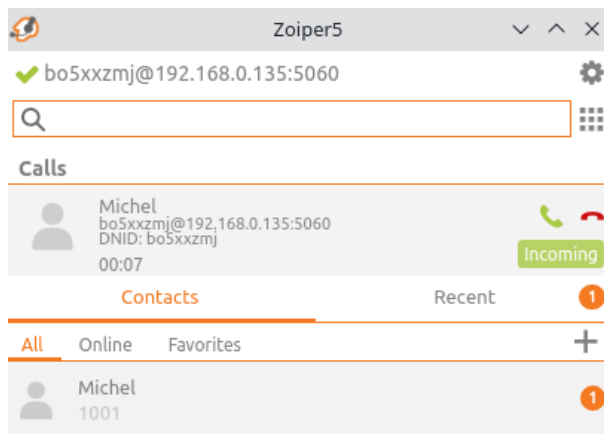 Zoiper5
bo5xxzmj@192.168.0.135:5060
Calls
Michel
bo5xxzmj@192.168.0.135:5060
DNID: bo5xxzmj
00:07
Incoming
Contacts Recent 1
All Online Favorites
Michel
1001
1